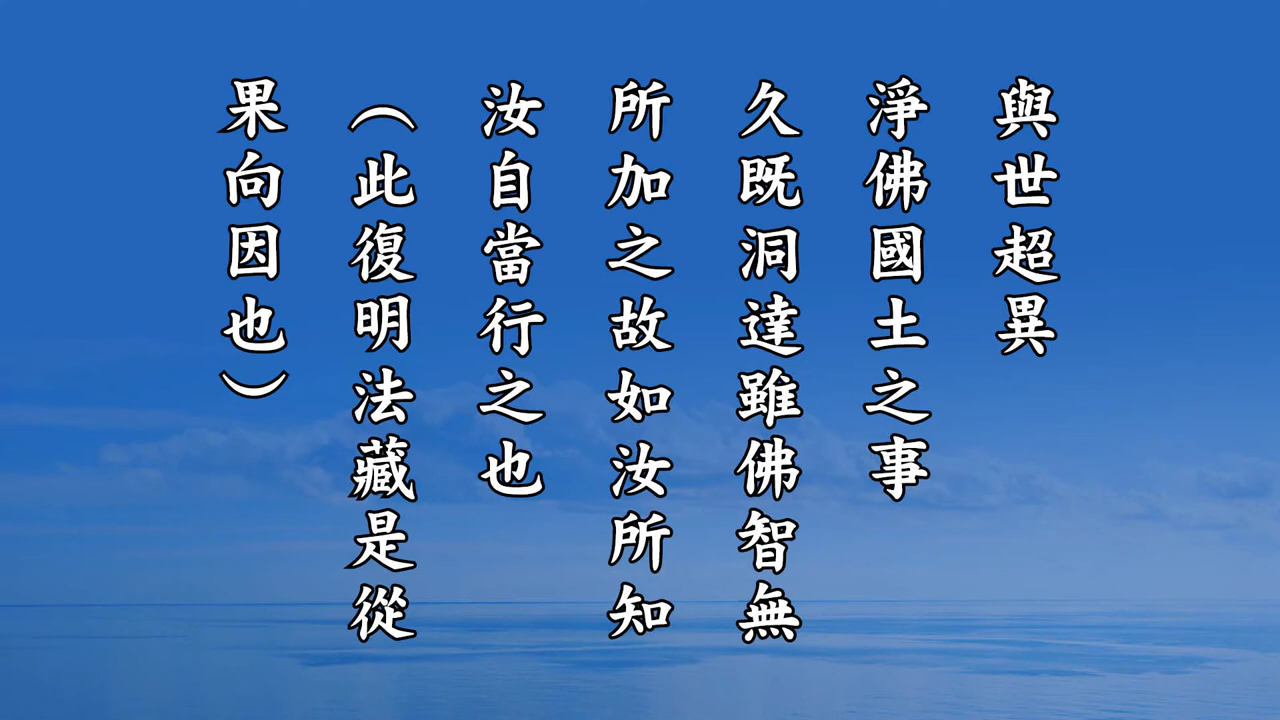 與世超異
淨佛國土之事
久既洞達雖佛智無
所加之故如汝所知
汝自當行之也
（此復明法藏是從
果向因也）